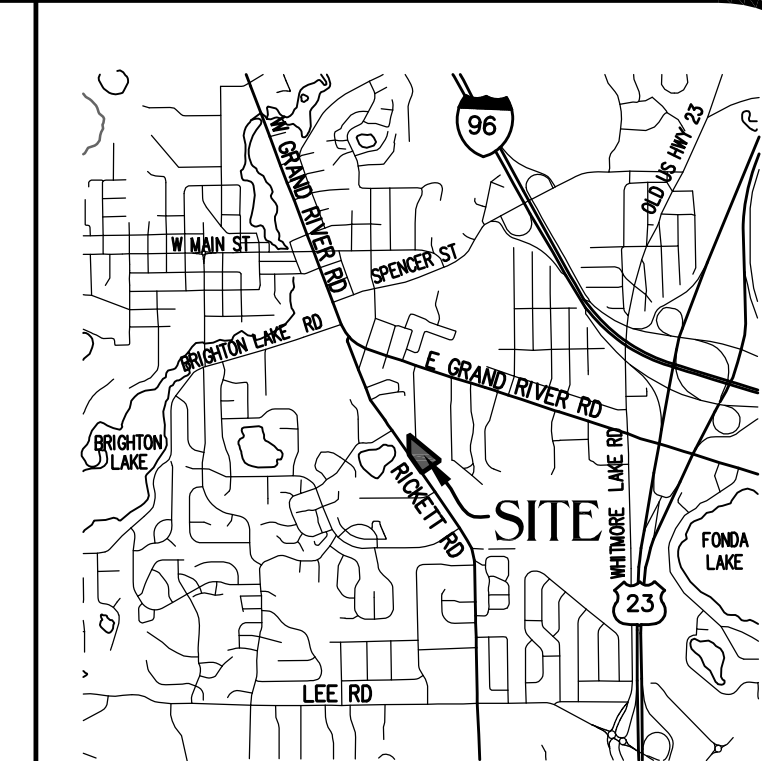 96
OLD US HWY 23
W GRAND RIVER RD
W MAIN ST
SPENCER ST
BRIGHTON LAKE RD
E GRAND RIVER RD
BRIGHTON
LAKE
RICKETT RD
SITE
WHITMORE LAKE RD
FONDA
LAKE
23
LEE RD